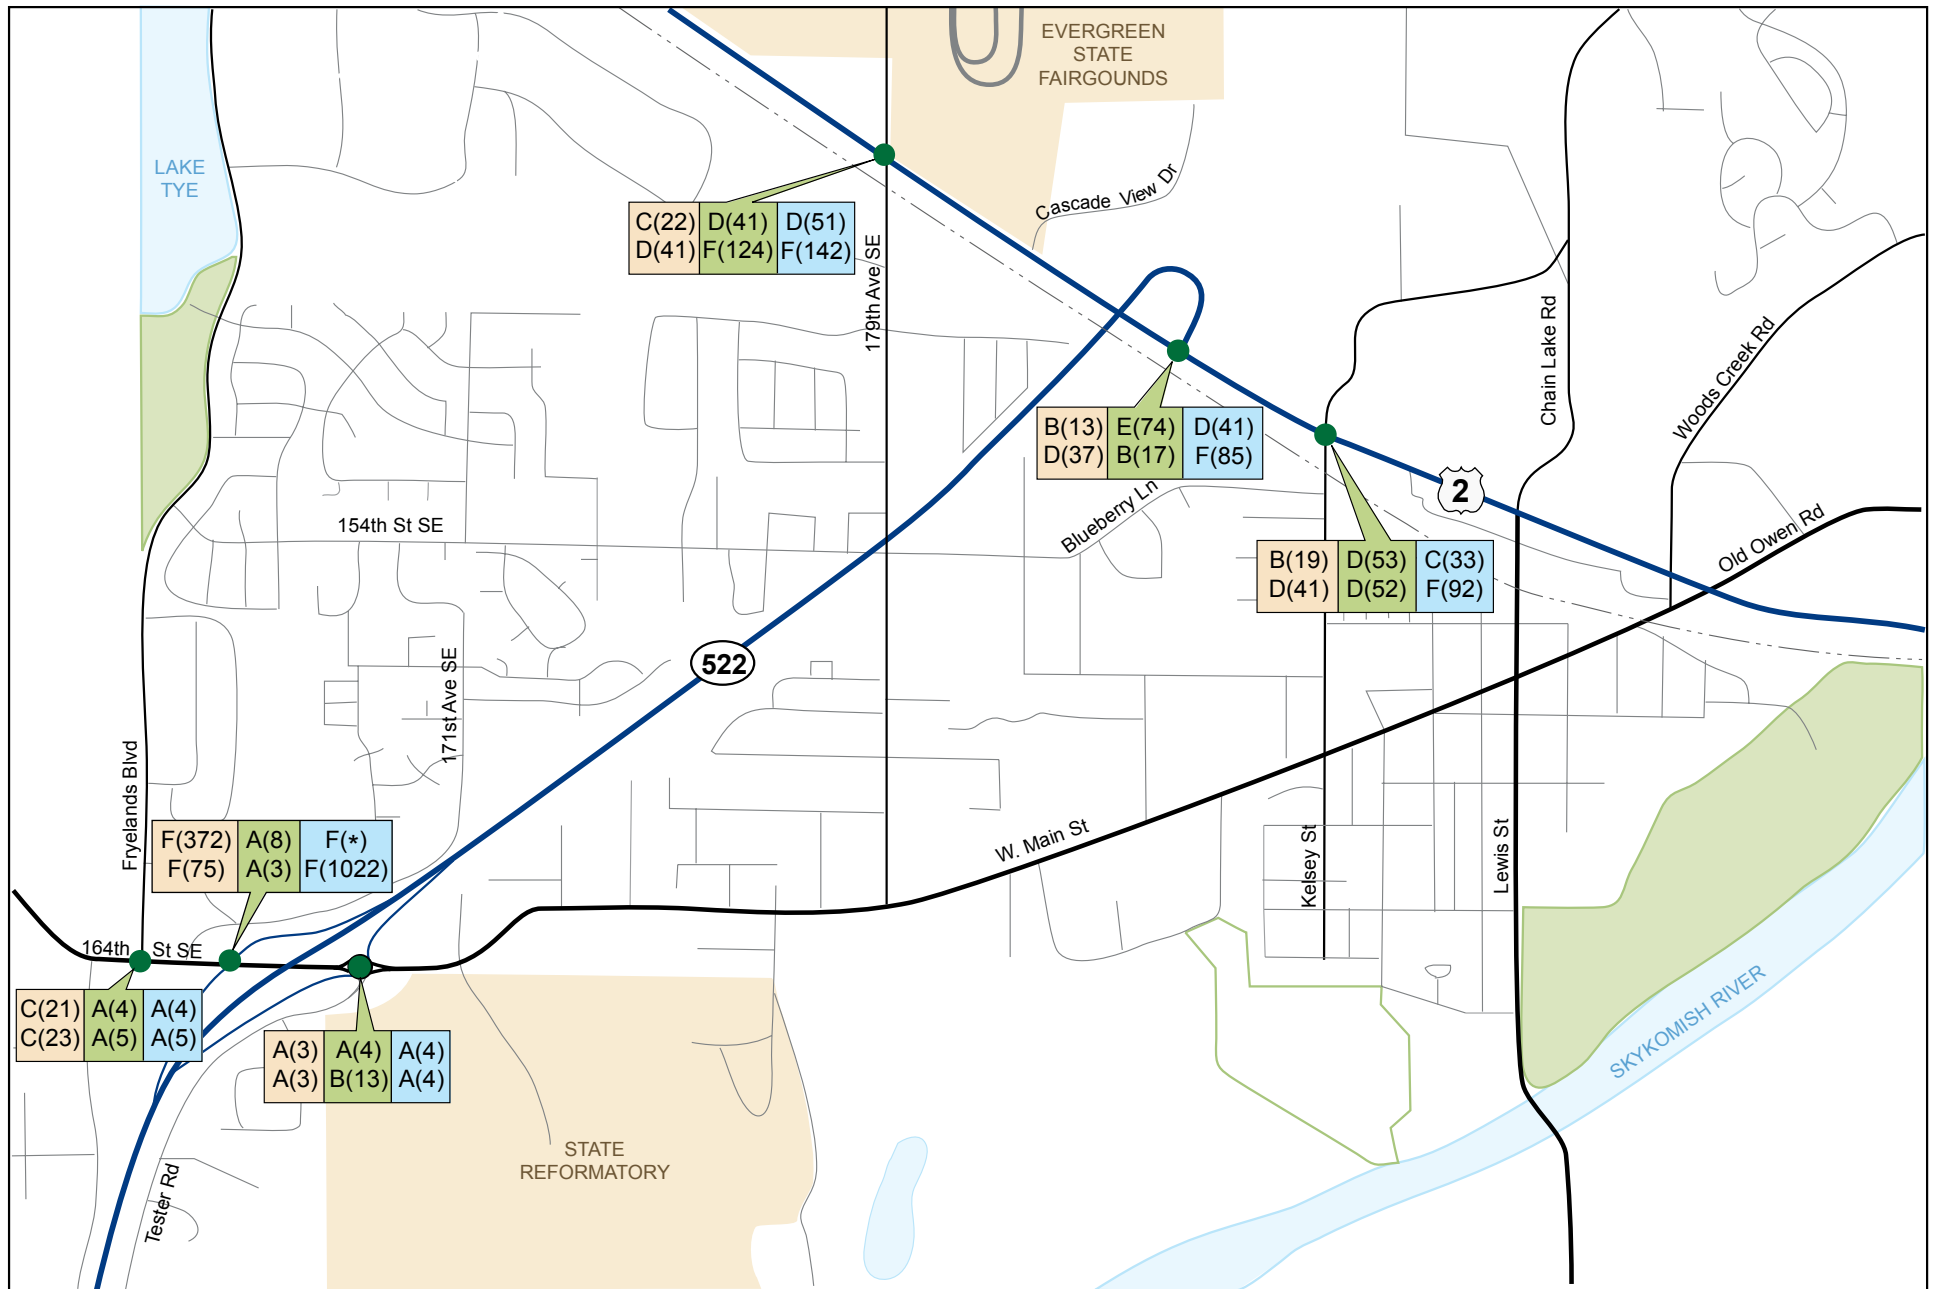 EVERGREEN
STATE
FAIRGOUNDS
LAKE
TYE
Cascade View Dr
C(22) D(41) D(51)
D(41) F(124) F(142)
179th Ave SE
Chain Lake Rd
Woods Creek Rd
B(13) E(74) D(41)
D(37) B(17) F(85)
2
Blueberry Ln
154th St SE
Old Owen Rd
B(19) D(53) C(33)
D(41) D(52) F(92)
522
171st Ave SE
Fryelands Blvd
F(372) A(8) F(*)
F(75) A(3) F(1022)
W. Main St
Kelsey St
Lewis St
164th St SE
C(21) A(4) A(4)
C(23) A(5) A(5)
A(3) A(4) A(4)
A(3) B(13) A(4)
SKYKOMISH RIVER
STATE
REFORMATORY
Tester Rd